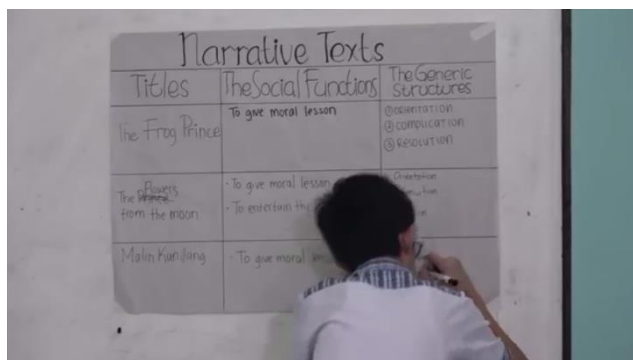 Narrative Texts
Titles
The Social Functions
The Generic
Structures
The Frog Prince
To give moral lesson
① Orientation
② Complication
③ Resolution
The Flowers
from the moon
- To give moral lesson
- To entertain the
Orientation
Malin Kundang
- To give moral